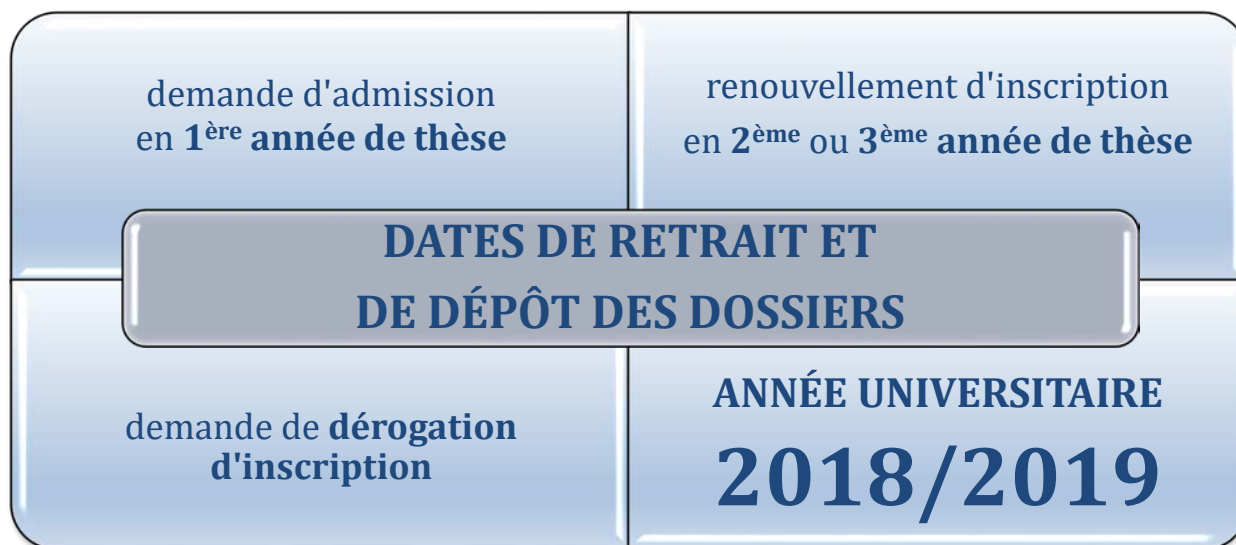 demande d'admission
en 1ère année de thèse
renouvellement d'inscription
en 2ème ou 3ème année de thèse
DATES DE RETRAIT ET
DE DÉPÔT DES DOSSIERS
demande de dérogation
d'inscription
ANNÉE UNIVERSITAIRE
2018/2019